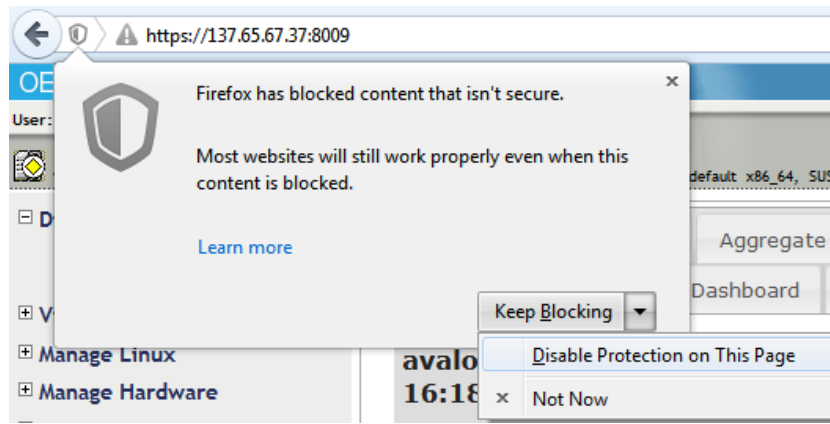 https://137.65.67.37:8009
OE
Firefox has blocked content that isn't secure.
User:
Most websites will still work properly even when this
content is blocked.
default x86_64, SUS
Learn more
D
Aggregate
Dashboard
Keep Blocking
V
Manage Linux
avalo
Disable Protection on This Page
Manage Hardware
16:18
Not Now